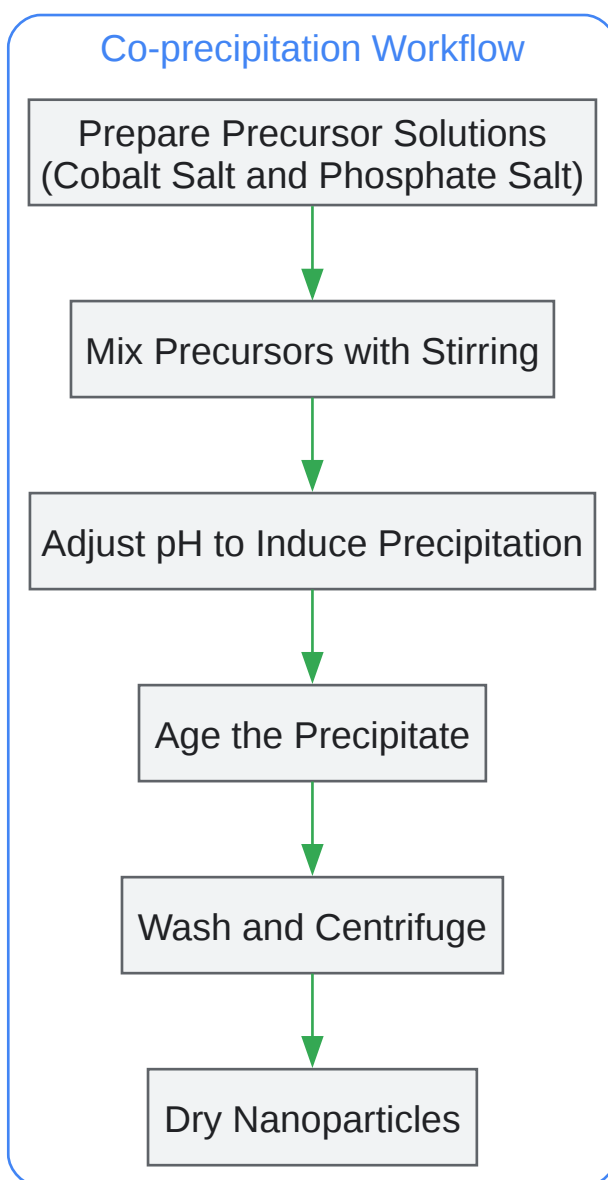 Co-precipitation Workflow
Prepare Precursor Solutions
(Cobalt Salt and Phosphate Salt)
Mix Precursors with Stirring
Adjust pH to Induce Precipitation
Age the Precipitate
Wash and Centrifuge
Dry Nanoparticles